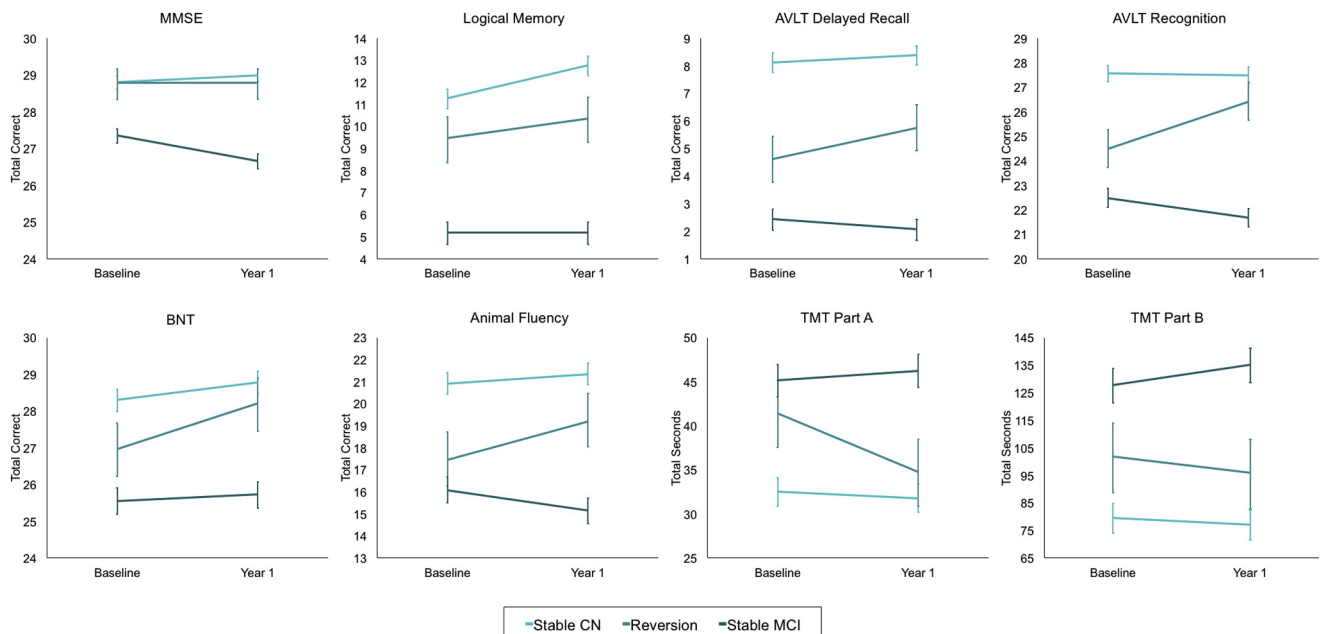 MMSE
Total Correct
30
29
28
27
26
25
24
Baseline Year 1
Logical Memory
Total Correct
14
13
12
11
10
9
8
7
6
5
4
Baseline Year 1
AVLT Delayed Recall
Total Correct
9
8
7
6
5
4
3
2
1
Baseline Year 1
AVLT Recognition
Total Correct
29
28
27
26
25
24
23
22
21
20
Baseline Year 1
BNT
Total Correct
30
29
28
27
26
25
24
Baseline Year 1
Animal Fluency
Total Correct
23
22
21
20
19
18
17
16
15
14
13
Baseline Year 1
TMT Part A
Total Seconds
50
45
40
35
30
25
Baseline Year 1
TMT Part B
Total Seconds
145
135
125
115
105
95
85
75
65
Baseline Year 1
Stable CN Reversion Stable MCI